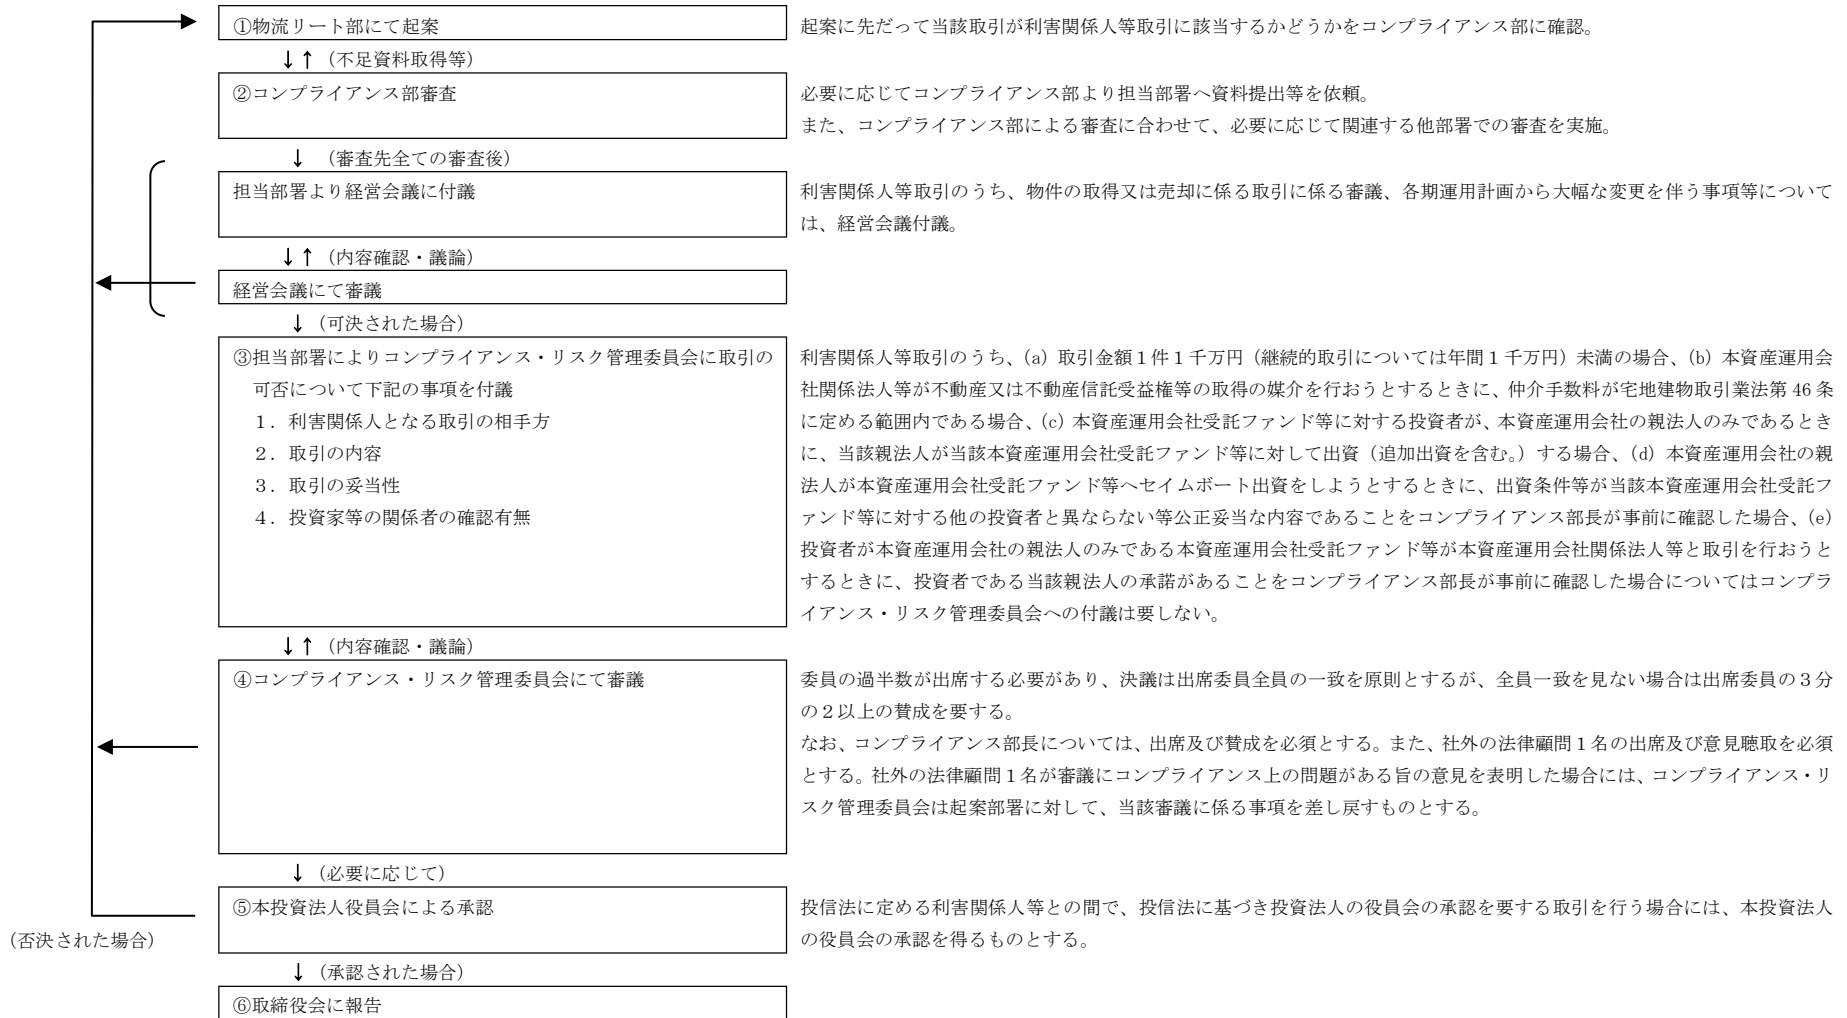 ①物流リート部にて起案
起案に先だって当該取引が利害関係人等取引に該当するかどうかをコンプライアンス部に確認。
↓↑（不足資料取得等）
②コンプライアンス部審査
必要に応じてコンプライアンス部より担当部署へ資料提出等を依頼。
また、コンプライアンス部による審査に合わせて、必要に応じて関連する他部署での審査を実施。
↓（審査先全ての審査後）
担当部署より経営会議に付議
利害関係人等取引のうち、物件の取得又は売却に係る取引に係る審議、各期運用計画から大幅な変更を伴う事項等について
は、経営会議付議。
↓↑（内容確認・議論）
経営会議にて審議
↓（可決された場合）
③担当部署によりコンプライアンス・リスク管理委員会に取引の
可否について下記の事項を付議
１．利害関係人となる取引の相手方
２．取引の内容
３．取引の妥当性
４．投資家等の関係者の確認有無
利害関係人等取引のうち、(a) 取引金額１件１千万円（継続的取引については年間１千万円）未満の場合、(b) 本資産運用会
社関係法人等が不動産又は不動産信託受益権等の取得の媒介を行おうとするときに、仲介手数料が宅地建物取引業法第 46 条
に定める範囲内である場合、(c) 本資産運用会社受託ファンド等に対する投資者が、本資産運用会社の親法人のみであるとき
に、当該親法人が当該本資産運用会社受託ファンド等に対して出資（追加出資を含む。）する場合、(d) 本資産運用会社の親
法人が本資産運用会社受託ファンド等へセイムボート出資をしようとするときに、出資条件等が当該本資産運用会社受託フ
ァンド等に対する他の投資者と異ならない等公正妥当な内容であることをコンプライアンス部長が事前に確認した場合、(e)
投資者が本資産運用会社の親法人のみである本資産運用会社受託ファンド等が本資産運用会社関係法人等と取引を行おうと
するときに、投資者である当該親法人の承諾があることをコンプライアンス部長が事前に確認した場合についてはコンプラ
イアンス・リスク管理委員会への付議は要しない。
↓↑（内容確認・議論）
④コンプライアンス・リスク管理委員会にて審議
委員の過半数が出席する必要があり、決議は出席委員全員の一致を原則とするが、全員一致を見ない場合は出席委員の３分
の２以上の賛成を要する。
なお、コンプライアンス部長については、出席及び賛成を必須とする。また、社外の法律顧問１名の出席及び意見聴取を必須
とする。社外の法律顧問１名が審議にコンプライアンス上の問題がある旨の意見を表明した場合には、コンプライアンス・リ
スク管理委員会は起案部署に対して、当該審議に係る事項を差し戻すものとする。
↓（必要に応じて）
⑤本投資法人役員会による承認
投信法に定める利害関係人等との間で、投信法に基づき投資法人の役員会の承認を要する取引を行う場合には、本投資法人
の役員会の承認を得るものとする。
（否決された場合）
↓（承認された場合）
⑥取締役会に報告